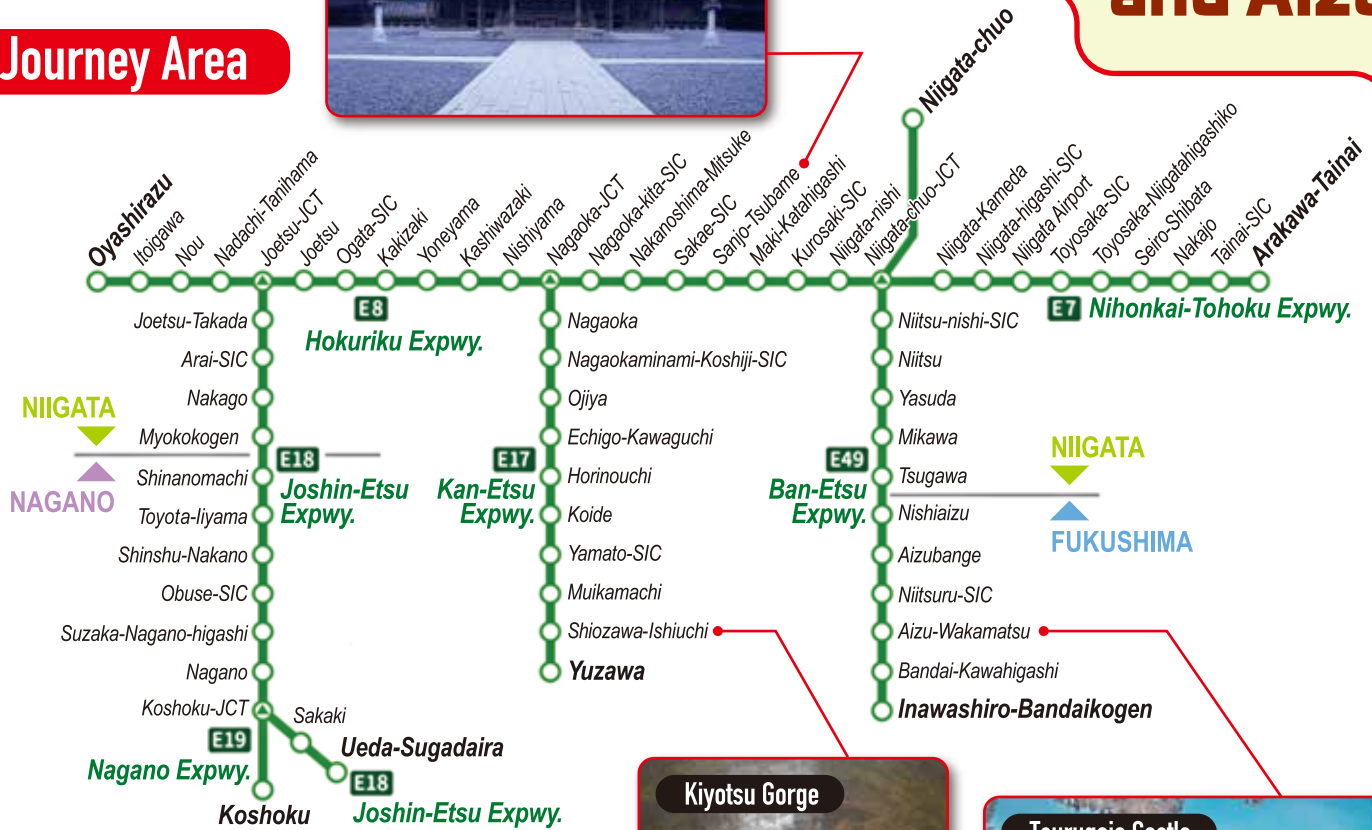 and Aizu
Journey Area
Niigata-chuo
Oyashirazu
Itoigawa
Nou
Nadachi-Tanihama
Joetsu-JCT
Joetsu
Ogata-SIC
Kakizaki
Yoneyama
Kashiwazaki
Nishiyama
Nagaoka-JCT
Nagaoka-kita-SIC
Nakanoshima-Mitsuke
Sakae-SIC
Sanjo-Tsubame
Maki-Katahigashi
Kurosaki-SIC
Niigata-nishi
Niigata-chuo-JCT
Niigata-Kameda
Niigata-higashi-SIC
Niigata Airport
Toyosaka-SIC
Toyosaka-Niigatahigashiko
Seiro-Shibata
Nakajo
Tainai-SIC
Arakawa-Tainai
E8
Hokuriku Expwy.
E7 Nihonkai-Tohoku Expwy.
Joetsu-Takada
Arai-SIC
Nakago
Myokokogen
Shinanomachi
Toyota-Iiyama
Shinshu-Nakano
Obuse-SIC
Suzaka-Nagano-higashi
Nagano
Koshoku-JCT
NIIGATA
NAGANO
E18
Joshin-Etsu
Expwy.
Sakaki
Ueda-Sugadaira
E19
Nagano Expwy.
Koshoku
E18
Joshin-Etsu Expwy.
E17
Kan-Etsu
Expwy.
Nagaoka
Nagaokaminami-Koshiji-SIC
Ojiya
Echigo-Kawaguchi
Horinouchi
Koide
Yamato-SIC
Muikamachi
Shiozawa-Ishiuchi
Yuzawa
E49
Ban-Etsu
Expwy.
Niitsu-nishi-SIC
Niitsu
Yasuda
Mikawa
Tsugawa
Nishiaizu
Aizubange
Niitsuru-SIC
Aizu-Wakamatsu
Bandai-Kawahigashi
Inawashiro-Bandaikogen
NIIGATA
FUKUSHIMA
Kiyotsu Gorge
Tsurugajo Castle